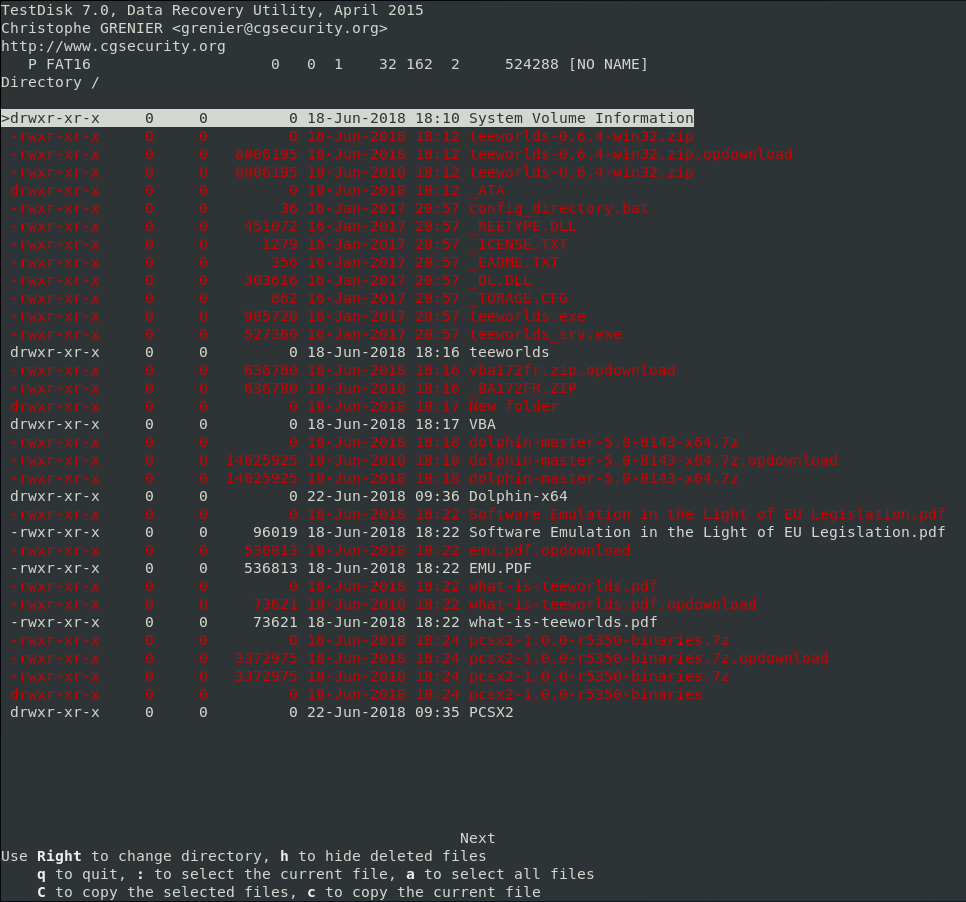 TestDisk 7.0, Data Recovery Utility, April 2015
Christophe GRENIER <grenier@cgsecurity.org>
http://www.cgsecurity.org
   P FAT16                    0   0  1    32 162  2     524288 [NO NAME]
Directory /
>drwxr-xr-x     0     0         0 18-Jun-2018 18:10 System Volume Information
 -rwxr-xr-x     0     0         0 18-Jun-2018 18:12 teeworlds-0.6.4-win32.zip
 -rwxr-xr-x     0     0   8006195 18-Jun-2018 18:12 teeworlds-0.6.4-win32.zip.opdownload
 -rwxr-xr-x     0     0   8006195 18-Jun-2018 18:12 teeworlds-0.6.4-win32.zip
 drwxr-xr-x     0     0         0 18-Jun-2018 18:12 _ATA
 -rwxr-xr-x     0     0        36 16-Jan-2017 20:57 config_directory.bat
 -rwxr-xr-x     0     0    451072 16-Jan-2017 20:57 _REETYPE.DLL
 -rwxr-xr-x     0     0      1279 16-Jan-2017 20:57 _ICENSE.TXT
 -rwxr-xr-x     0     0       356 16-Jan-2017 20:57 _EADME.TXT
 -rwxr-xr-x     0     0    303616 16-Jan-2017 20:57 _DL.DLL
 -rwxr-xr-x     0     0       862 16-Jan-2017 20:57 _TORAGE.CFG
 -rwxr-xr-x     0     0    905728 16-Jan-2017 20:57 teeworlds.exe
 -rwxr-xr-x     0     0    527360 16-Jan-2017 20:57 teeworlds_srv.exe
 drwxr-xr-x     0     0         0 18-Jun-2018 18:16 teeworlds
 -rwxr-xr-x     0     0    636780 18-Jun-2018 18:16 vba172fr.zip.opdownload
 -rwxr-xr-x     0     0    636780 18-Jun-2018 18:16 _BA172FR.ZIP
 drwxr-xr-x     0     0         0 18-Jun-2018 18:17 New folder
 drwxr-xr-x     0     0         0 18-Jun-2018 18:17 VBA
 -rwxr-xr-x     0     0         0 18-Jun-2018 18:18 dolphin-master-5.0-8143-x64.7z
 -rwxr-xr-x     0     0  14625925 18-Jun-2018 18:18 dolphin-master-5.0-8143-x64.7z.opdownload
 -rwxr-xr-x     0     0  14625925 18-Jun-2018 18:18 dolphin-master-5.0-8143-x64.7z
 drwxr-xr-x     0     0         0 22-Jun-2018 09:36 Dolphin-x64
 -rwxr-xr-x     0     0         0 18-Jun-2018 18:22 Software Emulation in the Light of EU Legislation.pdf
 -rwxr-xr-x     0     0     96019 18-Jun-2018 18:22 Software Emulation in the Light of EU Legislation.pdf
 -rwxr-xr-x     0     0    536813 18-Jun-2018 18:22 emu.pdf.opdownload
 -rwxr-xr-x     0     0    536813 18-Jun-2018 18:22 EMU.PDF
 -rwxr-xr-x     0     0         0 18-Jun-2018 18:22 what-is-teeworlds.pdf
 -rwxr-xr-x     0     0     73621 18-Jun-2018 18:22 what-is-teeworlds.pdf.opdownload
 -rwxr-xr-x     0     0     73621 18-Jun-2018 18:22 what-is-teeworlds.pdf
 -rwxr-xr-x     0     0         0 18-Jun-2018 18:24 pcsx2-1.0.0-r5350-binaries.7z
 -rwxr-xr-x     0     0   3372975 18-Jun-2018 18:24 pcsx2-1.0.0-r5350-binaries.7z.opdownload
 -rwxr-xr-x     0     0   3372975 18-Jun-2018 18:24 pcsx2-1.0.0-r5350-binaries.7z
 drwxr-xr-x     0     0         0 18-Jun-2018 18:24 pcsx2-1.0.0-r5350-binaries
 drwxr-xr-x     0     0         0 22-Jun-2018 09:35 PCSX2
Next
Use Right to change directory, h to hide deleted files
    q to quit, : to select the current file, a to select all files
    C to copy the selected files, c to copy the current file